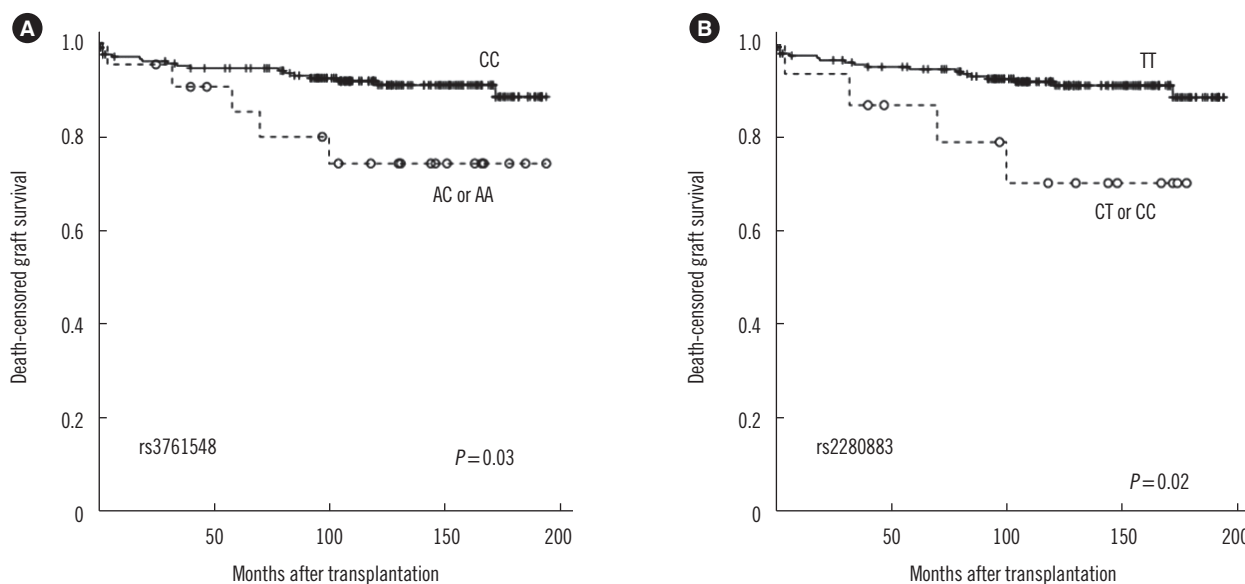 A
1.0
0.8
0.6
0.4
0.2
0
Death-censored graft survival
CC
AC or AA
rs3761548
P=0.03
50 100 150 200
Months after transplantation
B
1.0
0.8
0.6
0.4
0.2
0
Death-censored graft survival
TT
CT or CC
rs2280883
P=0.02
50 100 150 200
Months after transplantation